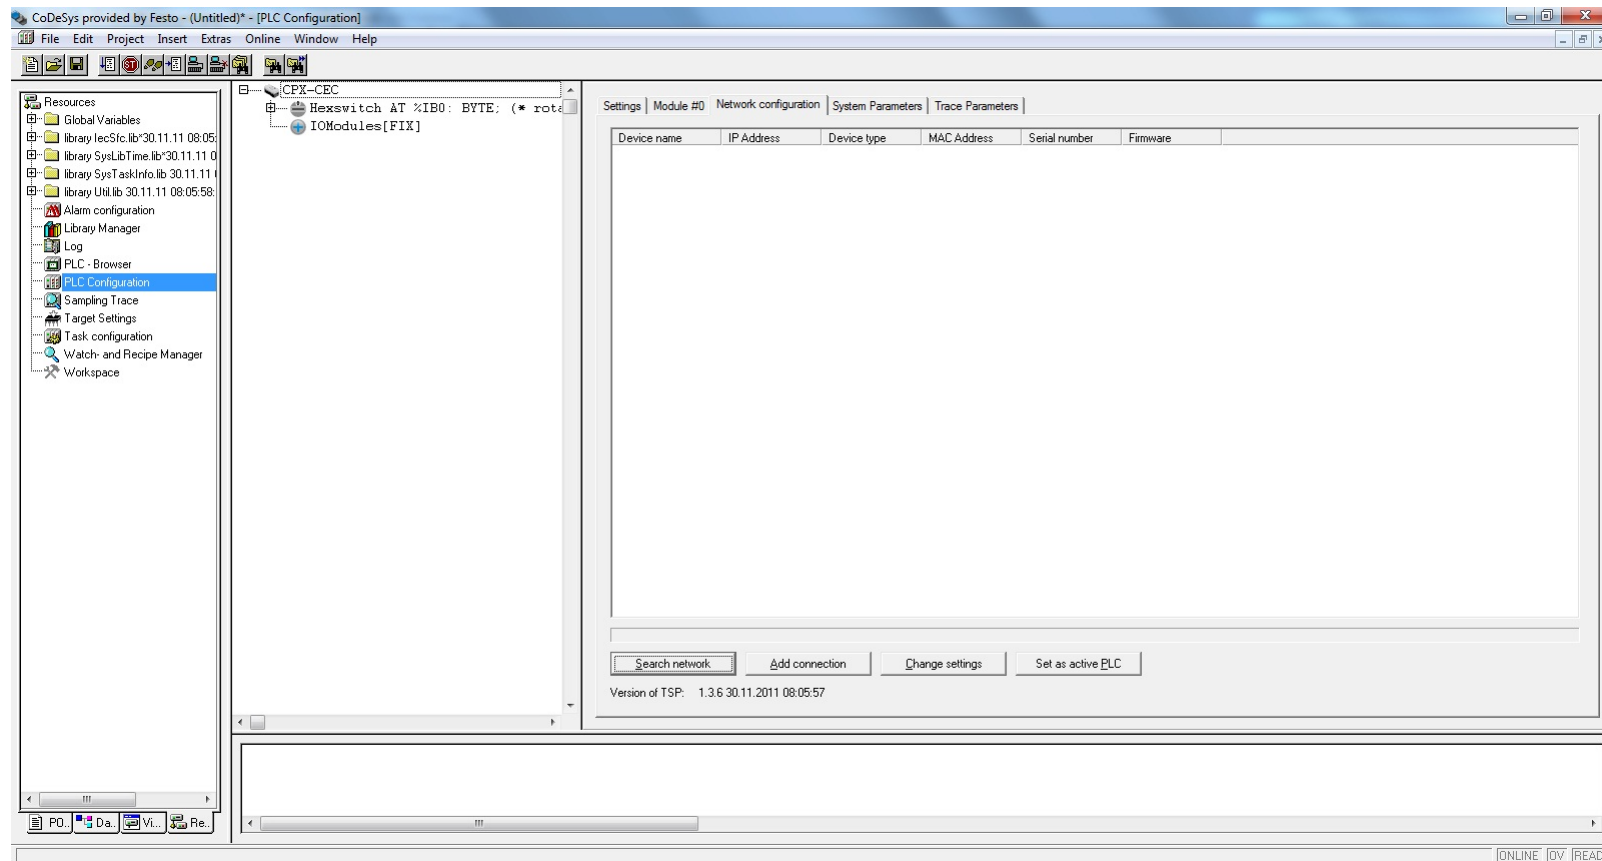 CoDeSys provided by Festo - (Untitled)* - [PLC Configuration]
File Edit Project Insert Extras Online Window Help
Resources
Global Variables
library IecSfc.lib*30.11.11 08:05:
library SysLibTime.lib*30.11.11 0
library SysTaskInfo.lib 30.11.11
library Util.lib 30.11.11 08:05:58:
Alarm configuration
Library Manager
Log
PLC - Browser
PLC Configuration
Sampling Trace
Target Settings
Task configuration
Watch- and Recipe Manager
Workspace
PO.. Da.. Vi... Re..
CPX-CEC
Hexswitch AT %IB0: BYTE; (* rota
IOModules[FIX]
Settings Module #0 Network configuration System Parameters Trace Parameters
Device name IP Address Device type MAC Address Serial number Firmware
Search network Add connection Change settings Set as active PLC
Version of TSP: 1.3.6 30.11.2011 08:05:57
ONLINE OV READ